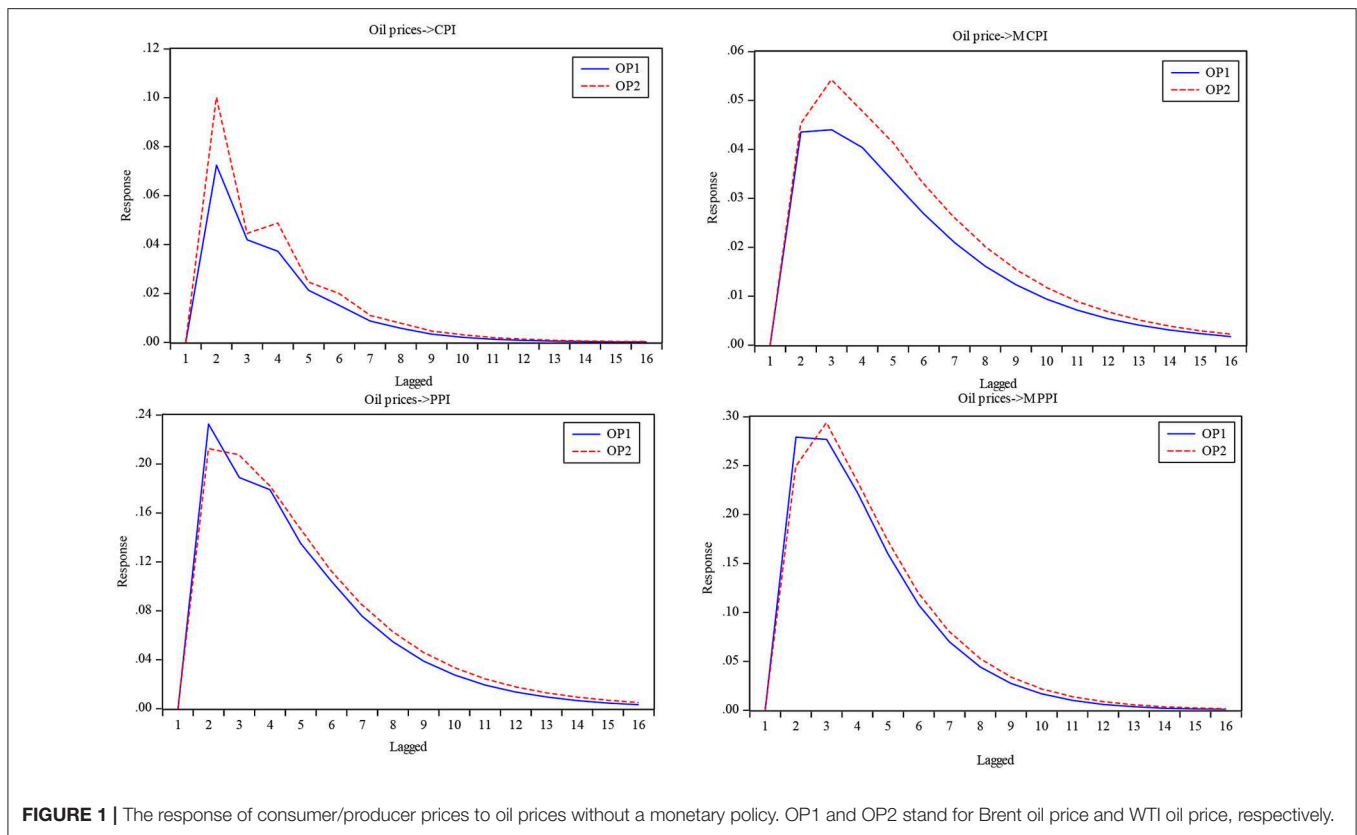 Oil prices->CPI
.12
.10
.08
.06
.04
.02
.00
Response
OP1
OP2
1 2 3 4 5 6 7 8 9 10 11 12 13 14 15 16
Lagged
Oil price->MCPI
.06
.05
.04
.03
.02
.01
.00
Response
OP1
OP2
1 2 3 4 5 6 7 8 9 10 11 12 13 14 15 16
Lagged
Oil prices->PPI
.24
.20
.16
.12
.08
.04
.00
Response
OP1
OP2
1 2 3 4 5 6 7 8 9 10 11 12 13 14 15 16
Lagged
Oil prices->MPPI
.30
.25
.20
.15
.10
.05
.00
Response
OP1
OP2
1 2 3 4 5 6 7 8 9 10 11 12 13 14 15 16
Lagged
FIGURE 1 | The response of consumer/producer prices to oil prices without a monetary policy. OP1 and OP2 stand for Brent oil price and WTI oil price, respectively.